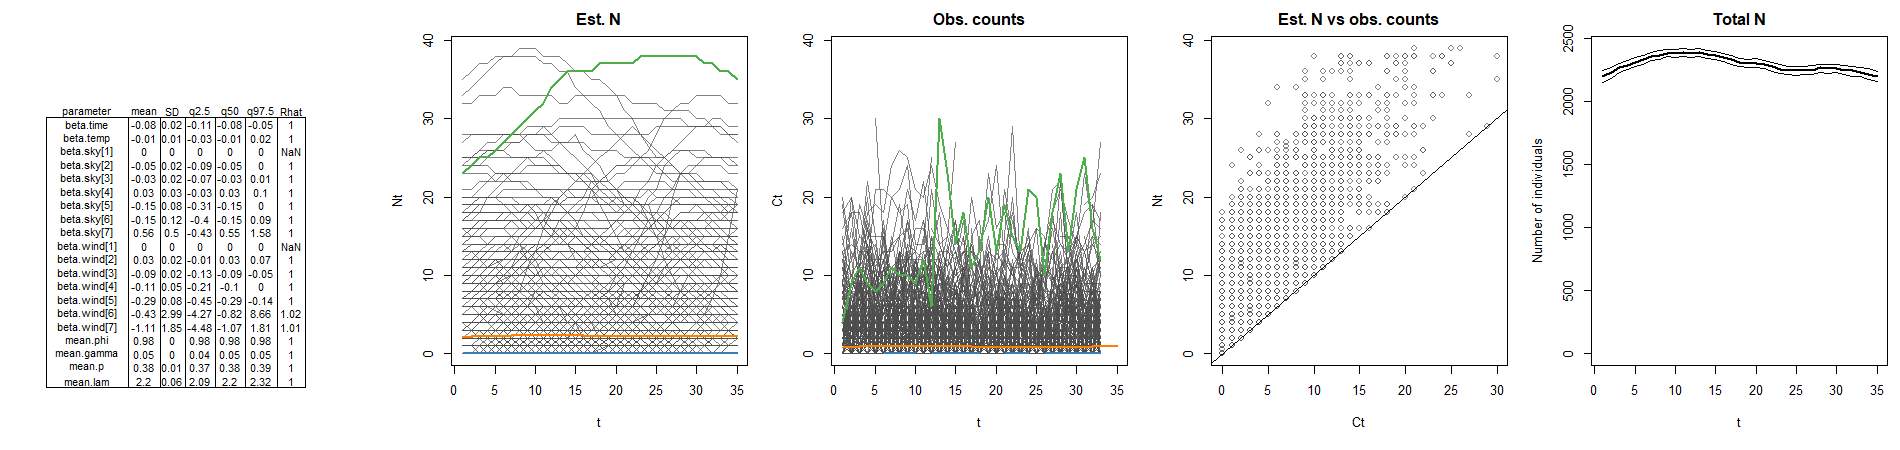 parameter mean SD q2.5 q50 q97.5 Rhat
beta.time -0.08 0.02 -0.11 -0.08 -0.05 1
beta.temp -0.01 0.01 -0.03 -0.01 0.02 1
beta.sky[1] 0 0 0 0 0 NaN
beta.sky[2] -0.05 0.02 -0.09 -0.05 0 1
beta.sky[3] -0.03 0.02 -0.07 -0.03 0.01 1
beta.sky[4] 0.03 0.03 -0.03 0.03 0.1 1
beta.sky[5] -0.15 0.08 -0.31 -0.15 0 1
beta.sky[6] -0.15 0.12 -0.4 -0.15 0.09 1
beta.sky[7] 0.56 0.5 -0.43 0.55 1.58 1
beta.wind[1] 0 0 0 0 0 NaN
beta.wind[2] 0.03 0.02 -0.01 0.03 0.07 1
beta.wind[3] -0.09 0.02 -0.13 -0.09 -0.05 1
beta.wind[4] -0.11 0.05 -0.21 -0.1 0 1
beta.wind[5] -0.29 0.08 -0.45 -0.29 -0.14 1
beta.wind[6] -0.43 2.99 -4.27 -0.82 8.66 1.02
beta.wind[7] -1.11 1.85 -4.48 -1.07 1.81 1.01
mean.phi 0.98 0 0.98 0.98 0.98 1
mean.gamma 0.05 0 0.04 0.05 0.05 1
mean.p 0.38 0.01 0.37 0.38 0.39 1
mean.lam 2.2 0.06 2.09 2.2 2.32 1
Est. N
Nt
40
30
20
10
0
0 5 10 15 20 25 30 35
t
Obs. counts
Ct
40
30
20
10
0
0 5 10 15 20 25 30 35
t
Est. N vs obs. counts
Nt
40
30
20
10
0
0 5 10 15 20 25 30
Ct
Total N
Number of individuals
2500
2000
1500
1000
500
0
0 5 10 15 20 25 30 35
t